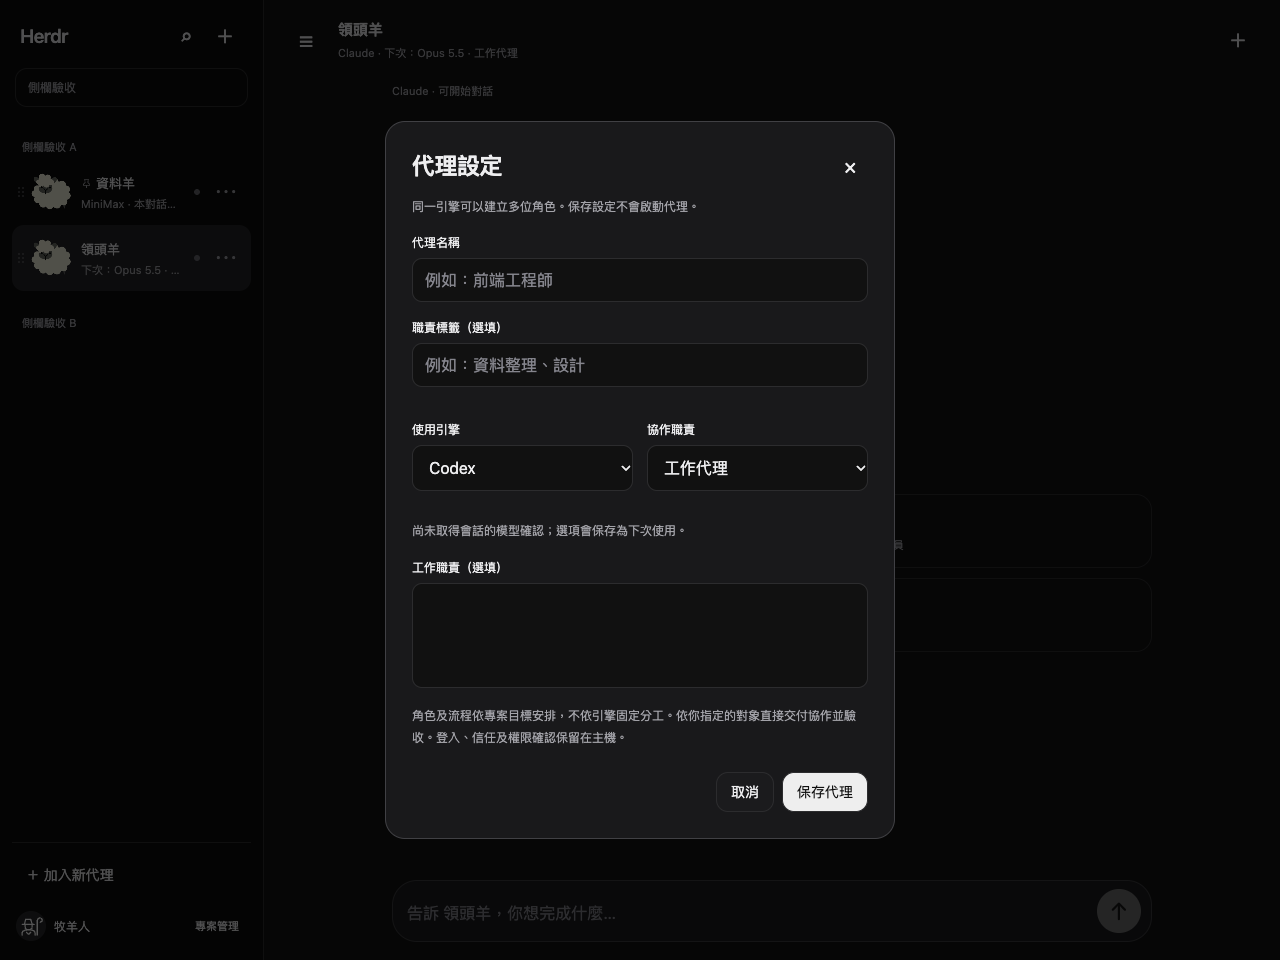 Herdr
側欄驗收
側欄驗收 A
資料羊
MiniMax · 本對話...
領頭羊
下次：Opus 5.5 · ...
側欄驗收 B
+ 加入新代理
牧羊人
專案管理
領頭羊
Claude · 下次：Opus 5.5 · 工作代理
Claude · 可開始對話
代理設定
同一引擎可以建立多位角色。保存設定不會啟動代理。
代理名稱
例如：前端工程師
職責標籤（選填）
例如：資料整理、設計
使用引擎
協作職責
Codex
工作代理
尚未取得會話的模型確認；選項會保存為下次使用。
工作職責（選填）
角色及流程依專案目標安排，不依引擎固定分工。依你指定的對象直接交付協作並驗
收。登入、信任及權限確認保留在主機。
取消
保存代理
員
告訴 領頭羊，你想完成什麼...